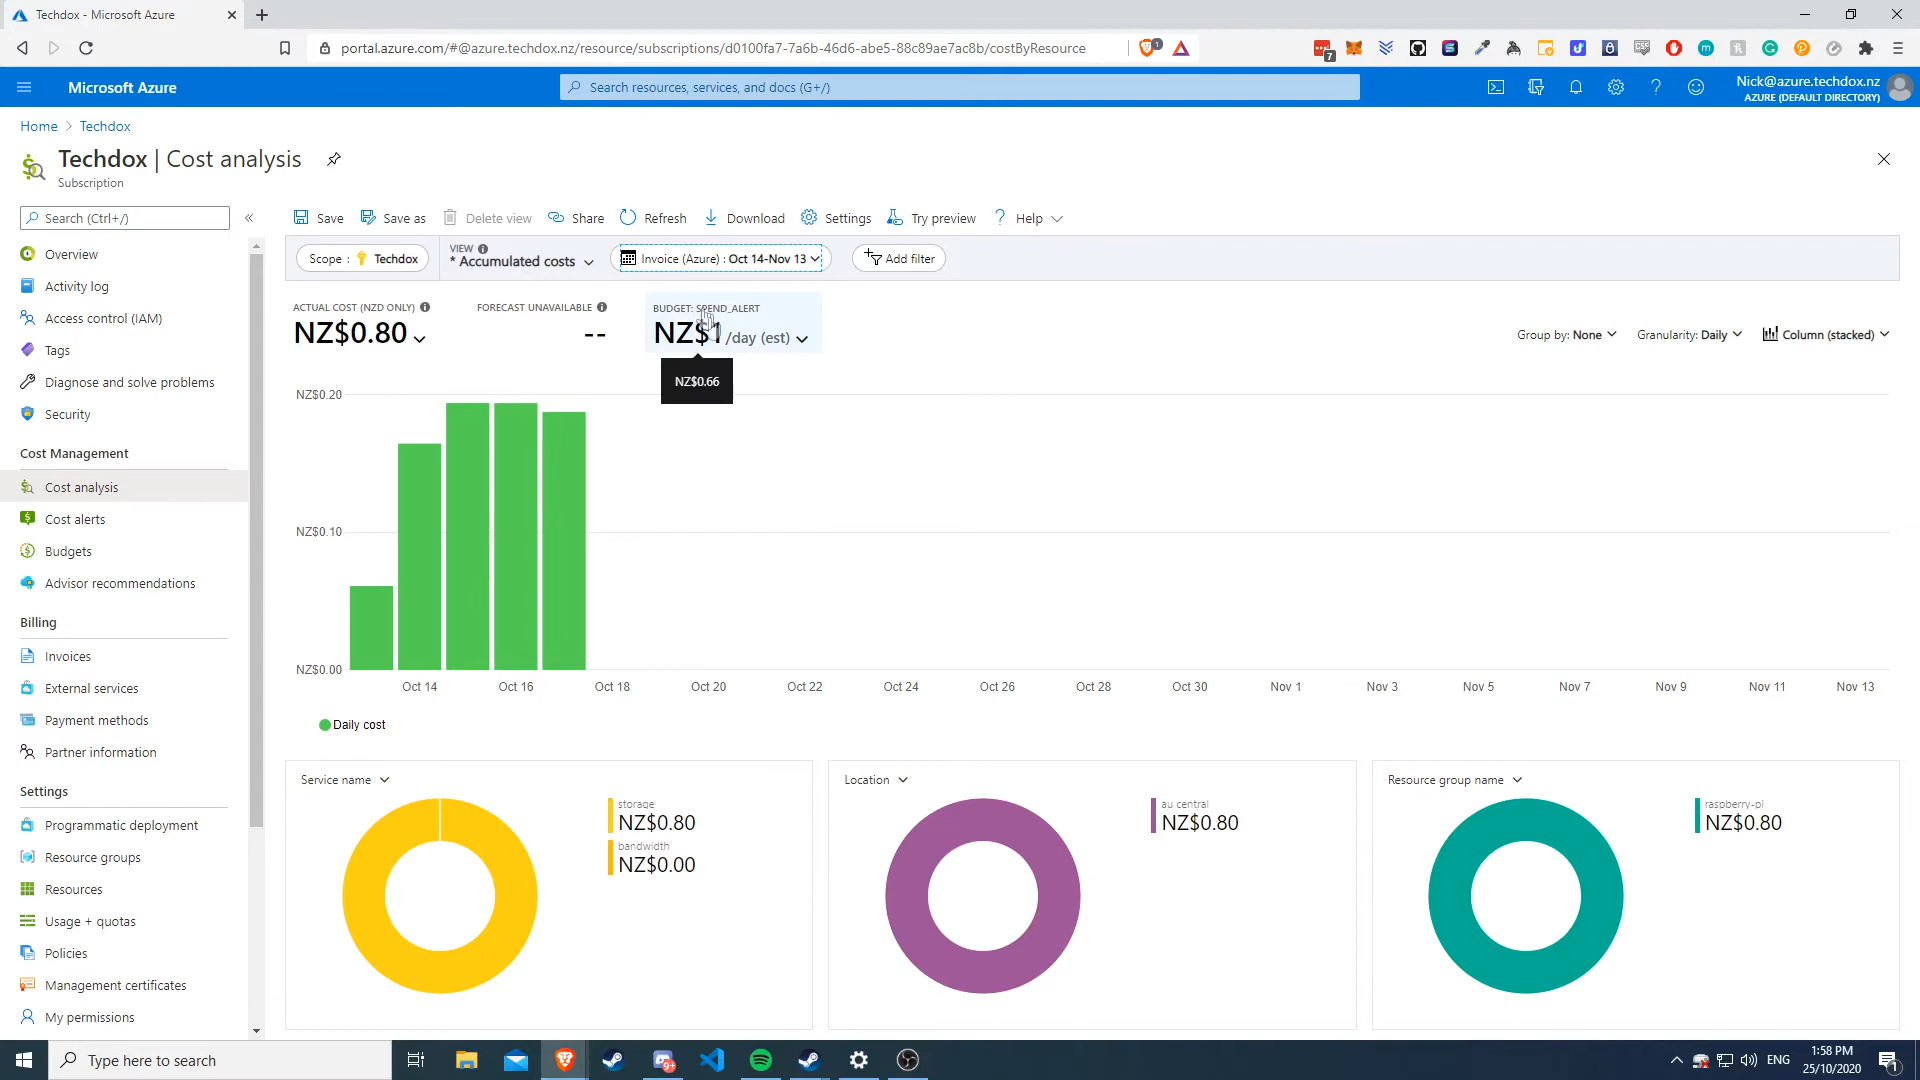 Techdox - Microsoft Azure
portal.azure.com/#@azure.techdox.nz/resource/subscriptions/d0100fa7-7a6b-46d6-abe5-88c89ae7ac8b/costByResource
1
7
Microsoft Azure
Search resources, services, and docs (G+/)
Nick@azure.techdox.nz
AZURE (DEFAULT DIRECTORY)
Home > Techdox
Techdox | Cost analysis
Subscription
Search (Ctrl+/)
«
Save
Save as
Delete view
Share
Refresh
Download
Settings
Try preview
? Help
Scope : Techdox
VIEW
* Accumulated costs
Invoice (Azure) : Oct 14-Nov 13
Add filter
Overview
Activity log
Access control (IAM)
Tags
Diagnose and solve problems
Security
Cost Management
Cost analysis
Cost alerts
Budgets
Advisor recommendations
Billing
Invoices
External services
Payment methods
Partner information
Settings
Programmatic deployment
Resource groups
Resources
Usage + quotas
Policies
Management certificates
My permissions
ACTUAL COST (NZD ONLY)
NZ$0.80
FORECAST UNAVAILABLE
--
BUDGET: SPEND_ALERT
NZ$1 /day (est)
NZ$0.66
Group by: None
Granularity: Daily
Column (stacked)
NZ$0.20
NZ$0.10
NZ$0.00
Oct 14 Oct 16 Oct 18 Oct 20 Oct 22 Oct 24 Oct 26 Oct 28 Oct 30 Nov 1 Nov 3 Nov 5 Nov 7 Nov 9 Nov 11 Nov 13
Daily cost
Service name
storage
NZ$0.80
bandwidth
NZ$0.00
Location
au central
NZ$0.80
Resource group name
raspberry-pi
NZ$0.80
Type here to search
9+
ENG
1:58 PM
25/10/2020
1